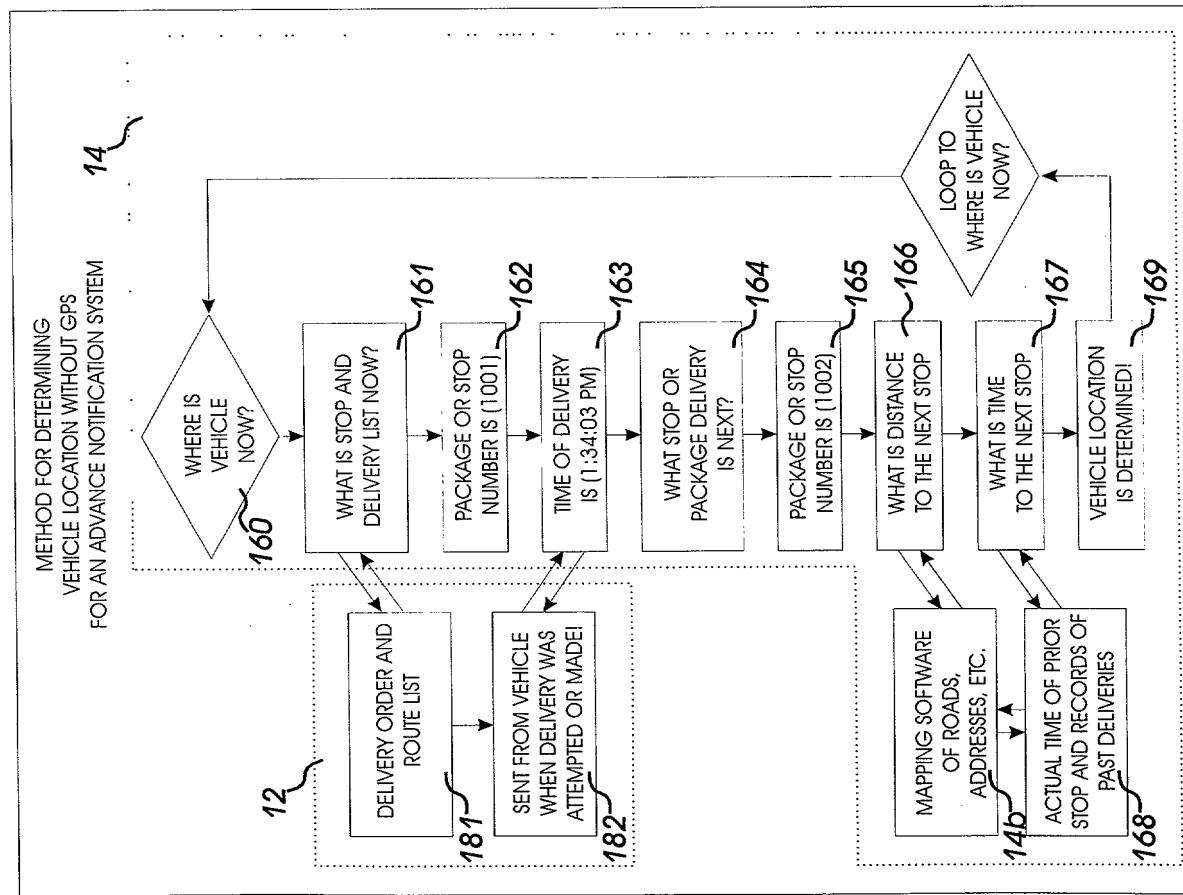 METHOD FOR DETERMINING
VEHICLE LOCATION WITHOUT GPS
FOR AN ADVANCE NOTIFICATION SYSTEM
14
WHERE IS
VEHICLE
NOW?
160
WHAT IS STOP AND
DELIVERY LIST NOW?
161
PACKAGE OR STOP
NUMBER IS (1001)
162
TIME OF DELIVERY
IS (1:34:03 PM)
163
WHAT STOP OR
PACKAGE DELIVERY
IS NEXT?
164
PACKAGE OR STOP
NUMBER IS (1002)
165
WHAT IS DISTANCE
TO THE NEXT STOP
166
WHAT IS TIME
TO THE NEXT STOP
167
VEHICLE LOCATION
IS DETERMINED!
169
LOOP TO
WHERE IS VEHICLE
NOW?
12
DELIVERY ORDER AND
ROUTE LIST
181
SENT FROM VEHICLE
WHEN DELIVERY WAS
ATTEMPTED OR MADE!
182
MAPPING SOFTWARE
OF ROADS,
ADDRESSES, ETC.
14b
ACTUAL TIME OF PRIOR
STOP AND RECORDS OF
PAST DELIVERIES
168